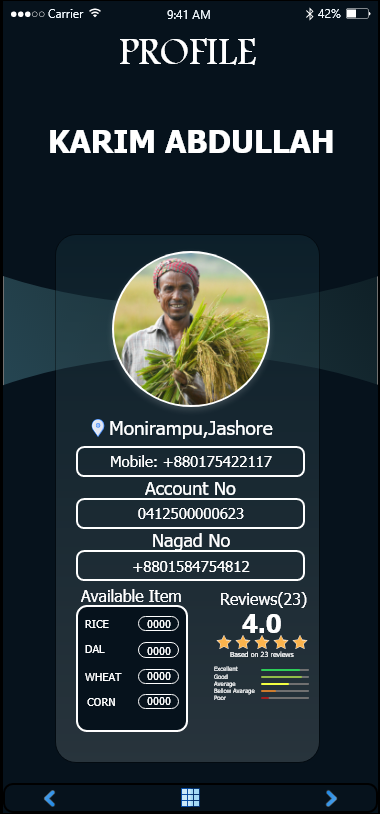 Carrier 9:41 AM 42%
PROFILE
KARIM ABDULLAH
Monirampu,Jashore
Mobile: +880175422117
Account No
0412500000623
Nagad No
+8801584754812
Available Item
RICE 0000
DAL 0000
WHEAT 0000
CORN 0000
Reviews(23)
4.0
Based on 23 reviews
Excellent
Good
Average
Bellow Average
Poor